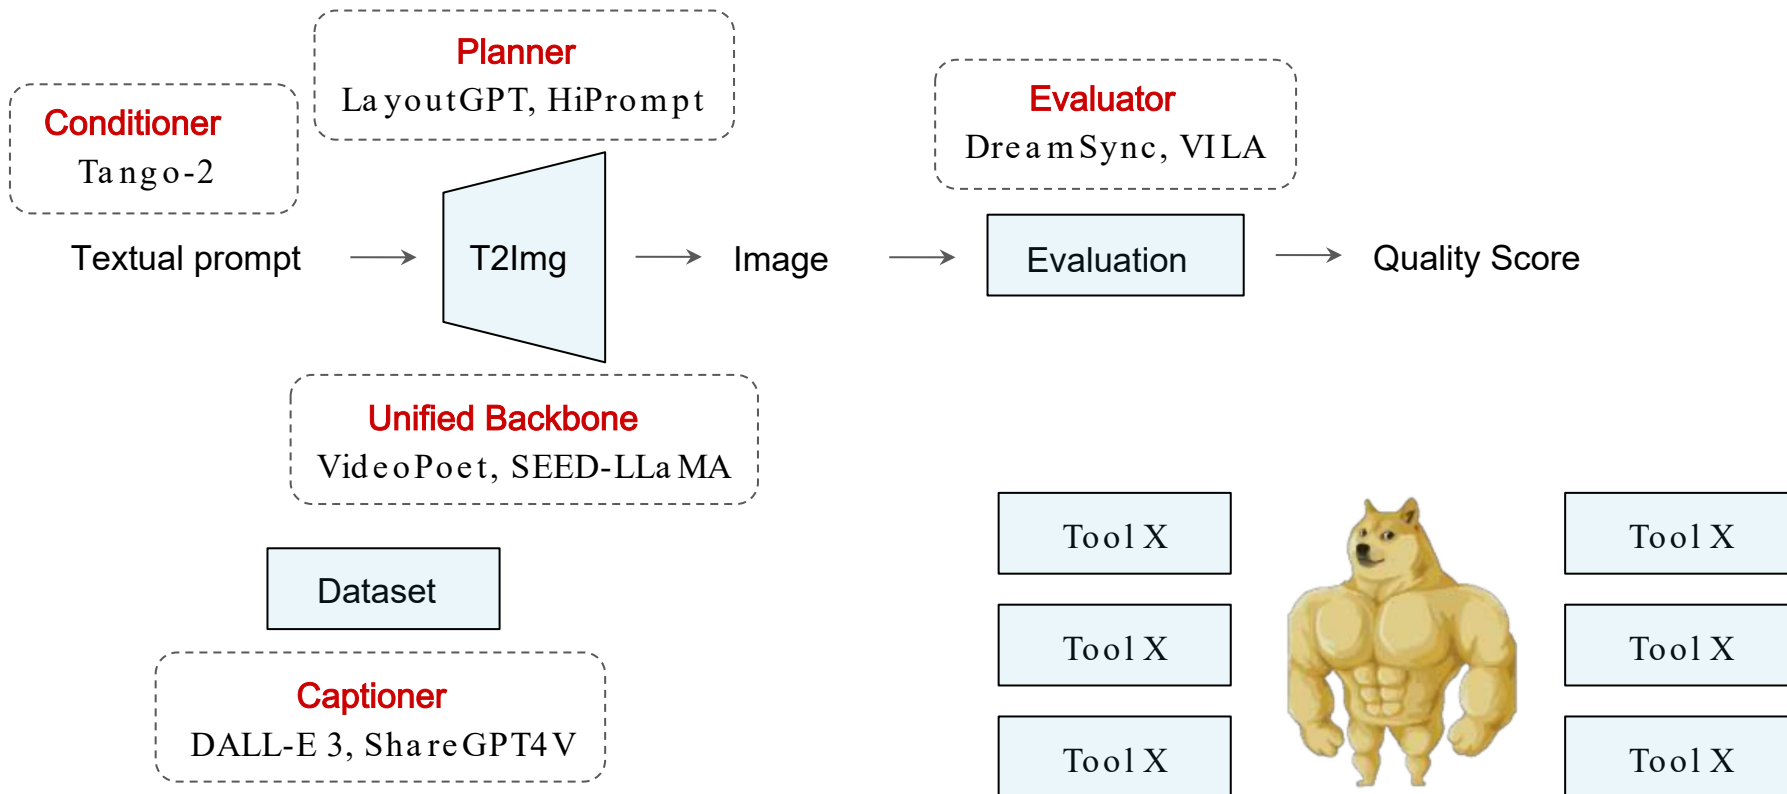 Planner
LayoutGPT, HiPrompt
Conditioner
Tango-2
Evaluator
DreamSync, VILA
Textual prompt
T2Img
Image
Evaluation
Quality Score
Unified Backbone
VideoPoet, SEED-LLaMA
Dataset
Captioner
DALL-E 3, ShareGPT4V
Tool X
Tool X
Tool X
Tool X
Tool X
Tool X